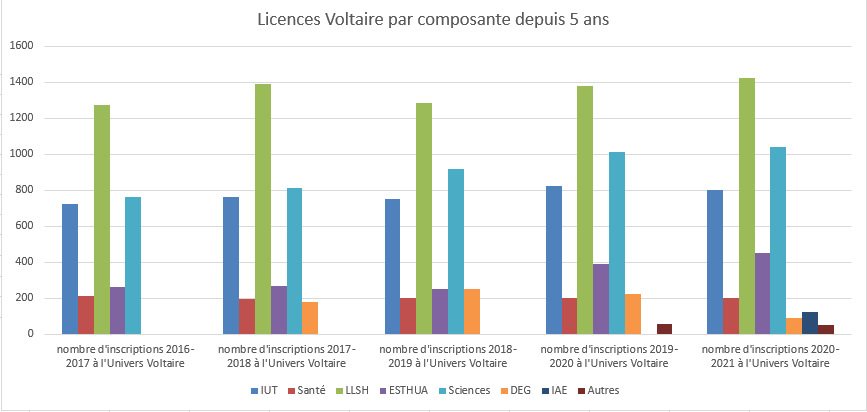 Licences Voltaire par composante depuis 5 ans
1600
1400
1200
1000
800
600
400
200
0
nombre d'inscriptions 2016-
2017 à l'Univers Voltaire
nombre d'inscriptions 2017-
2018 à l'Univers Voltaire
nombre d'inscriptions 2018-
2019 à l'Univers Voltaire
nombre d'inscriptions 2019-
2020 à l'Univers Voltaire
nombre d'inscriptions 2020-
2021 à l'Univers Voltaire
IUT Santé LLSH ESTHUA Sciences DEG IAE Autres